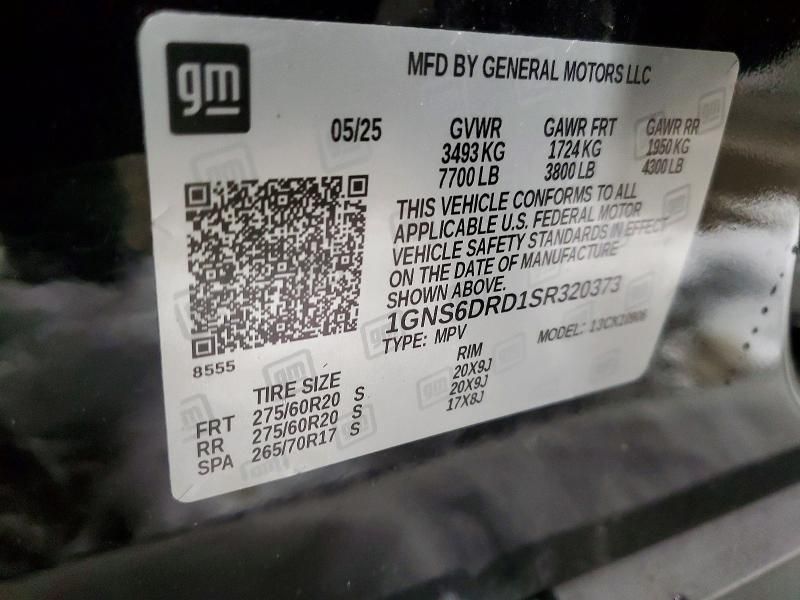 gm
MFD BY GENERAL MOTORS LLC
05/25
GVWR GAWR FRT GAWR RR
3493 KG 1724 KG 1950 KG
7700 LB 3800 LB 4300 LB
THIS VEHICLE CONFORMS TO ALL
APPLICABLE U.S. FEDERAL MOTOR
VEHICLE SAFETY STANDARDS IN EFFECT
ON THE DATE OF MANUFACTURE
SHOWN ABOVE.
1GNS6DRD1SR320373
TYPE: MPV MODEL: 13CK10906
8555
TIRE SIZE RIM
FRT 275/60R20 S 20X9J
RR 275/60R20 S 20X9J
SPA 265/70R17 S 17X8J